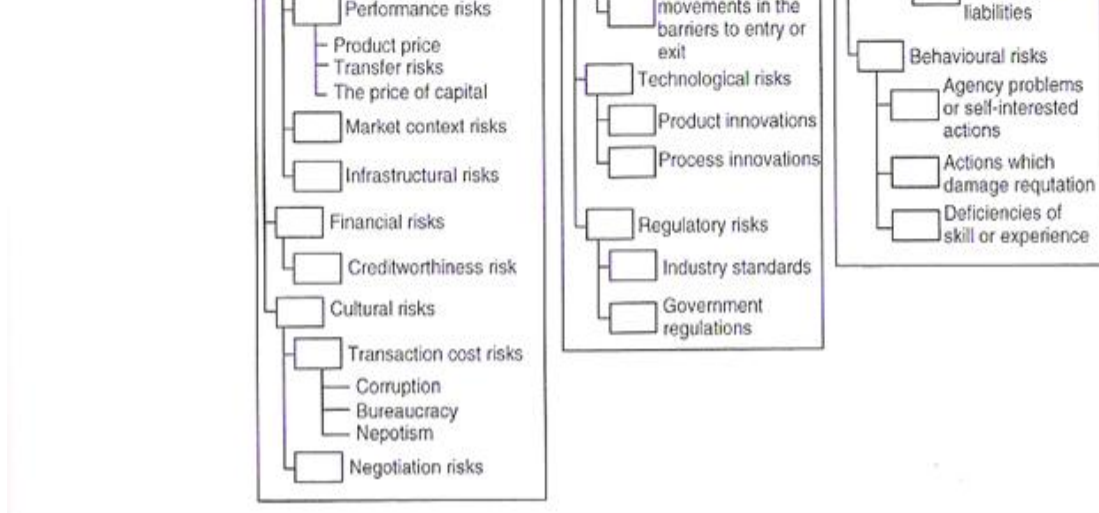 Performance risks
Product price
Transfer risks
The price of capital
Market context risks
Infrastructural risks
Financial risks
Creditworthiness risk
Cultural risks
Transaction cost risks
Corruption
Bureaucracy
Nepotism
Negotiation risks
movements in the
barriers to entry or
exit
Technological risks
Product innovations
Process innovations
Regulatory risks
Industry standards
Government
regulations
liabilities
Behavioural risks
Agency problems
or self-interested
actions
Actions which
damage requtation
Deficiencies of
skill or experience